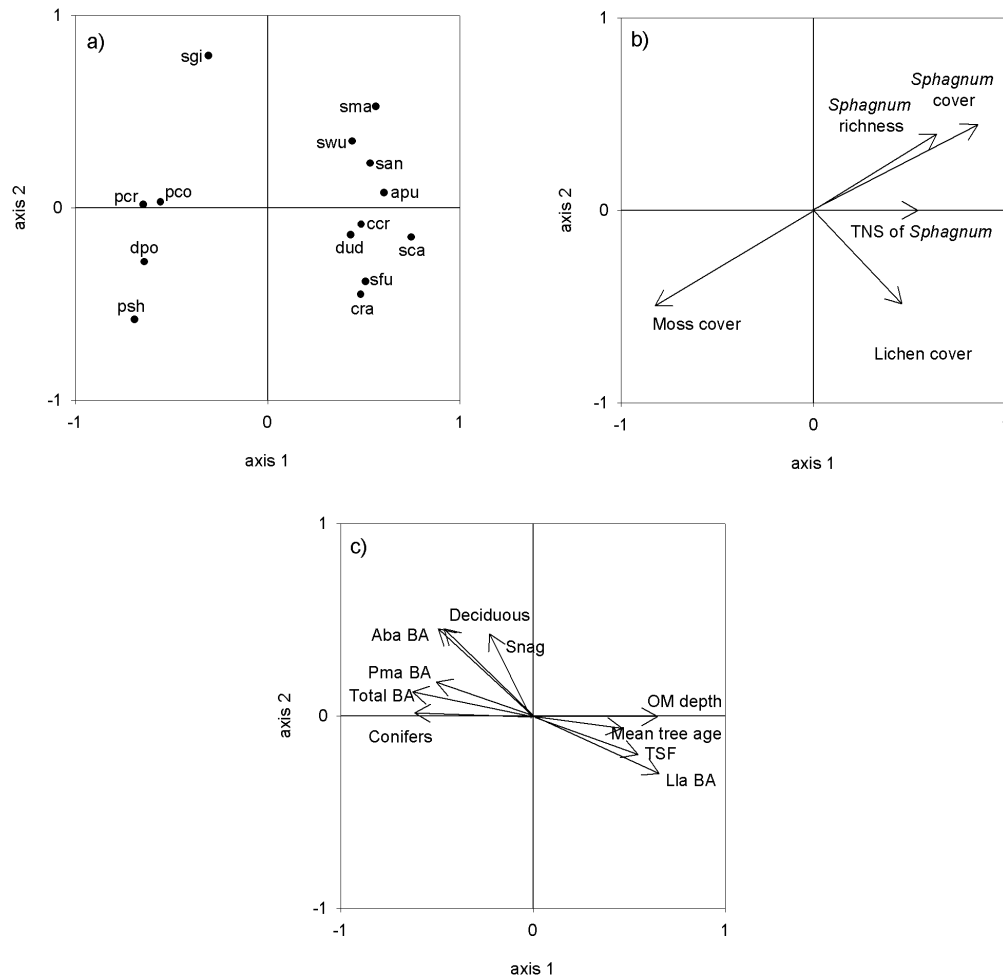 1
a)
sgi
sma
swu
san
pcr
pco
apu
axis 2
0
ccr
dpo
dud
sca
sfu
psh
cra
-1
-1
0
1
axis 1
1
b)
Sphagnum
cover
Sphagnum
richness
axis 2
0
TNS of Sphagnum
Moss cover
Lichen cover
-1
-1
0
axis 1
1
c)
Deciduous
Aba BA
Snag
Pma BA
Total BA
OM depth
axis 2
0
Conifers
Mean tree age
TSF
Lla BA
-1
-1
0
1
axis 1